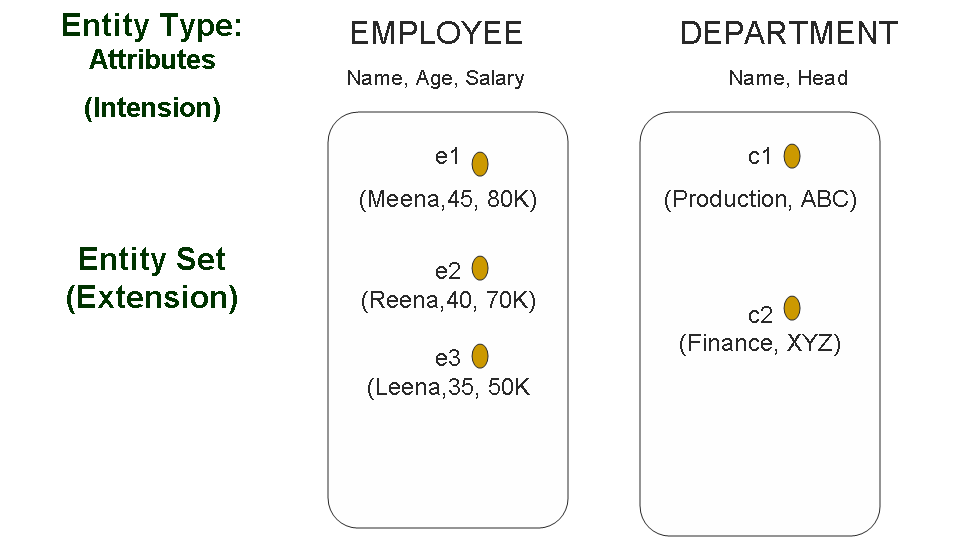 Entity Type:
Attributes
(Intension)
EMPLOYEE
Name, Age, Salary
DEPARTMENT
Name, Head
Entity Set
(Extension)
e1
(Meena,45, 80K)
e2
(Reena,40, 70K)
e3
(Leena,35, 50K
c1
(Production, ABC)
c2
(Finance, XYZ)